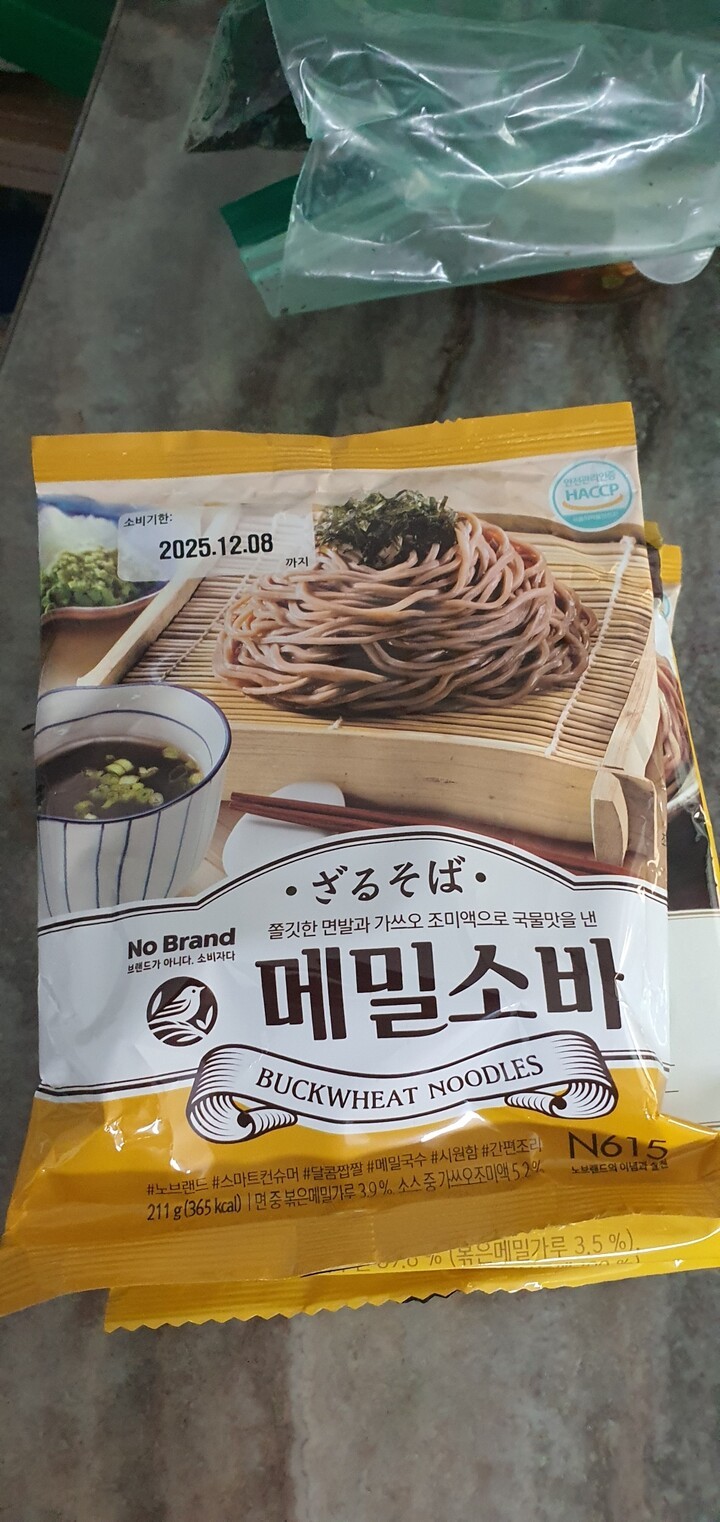 안전관리인증
HACCP
소비기한:
2025.12.08
까지
·ざるそば·
쫄깃한 면발과 가쓰오 조미액으로 국물맛을 낸
No Brand
브랜드가 아니다. 소비자다
메밀소바
BUCKWHEAT NOODLES
N615
노브랜드의 이념과 효션
#노브랜드 #스마트컨슈머 #달콤짭짤 #메밀국수 #시원함 #간편조리
211 g (365 kcal) | 면 중 볶은메밀가루 3.9 %, 소스 중 가쓰오조미액 5.2 %
(볶은메밀가루 3.5 %),